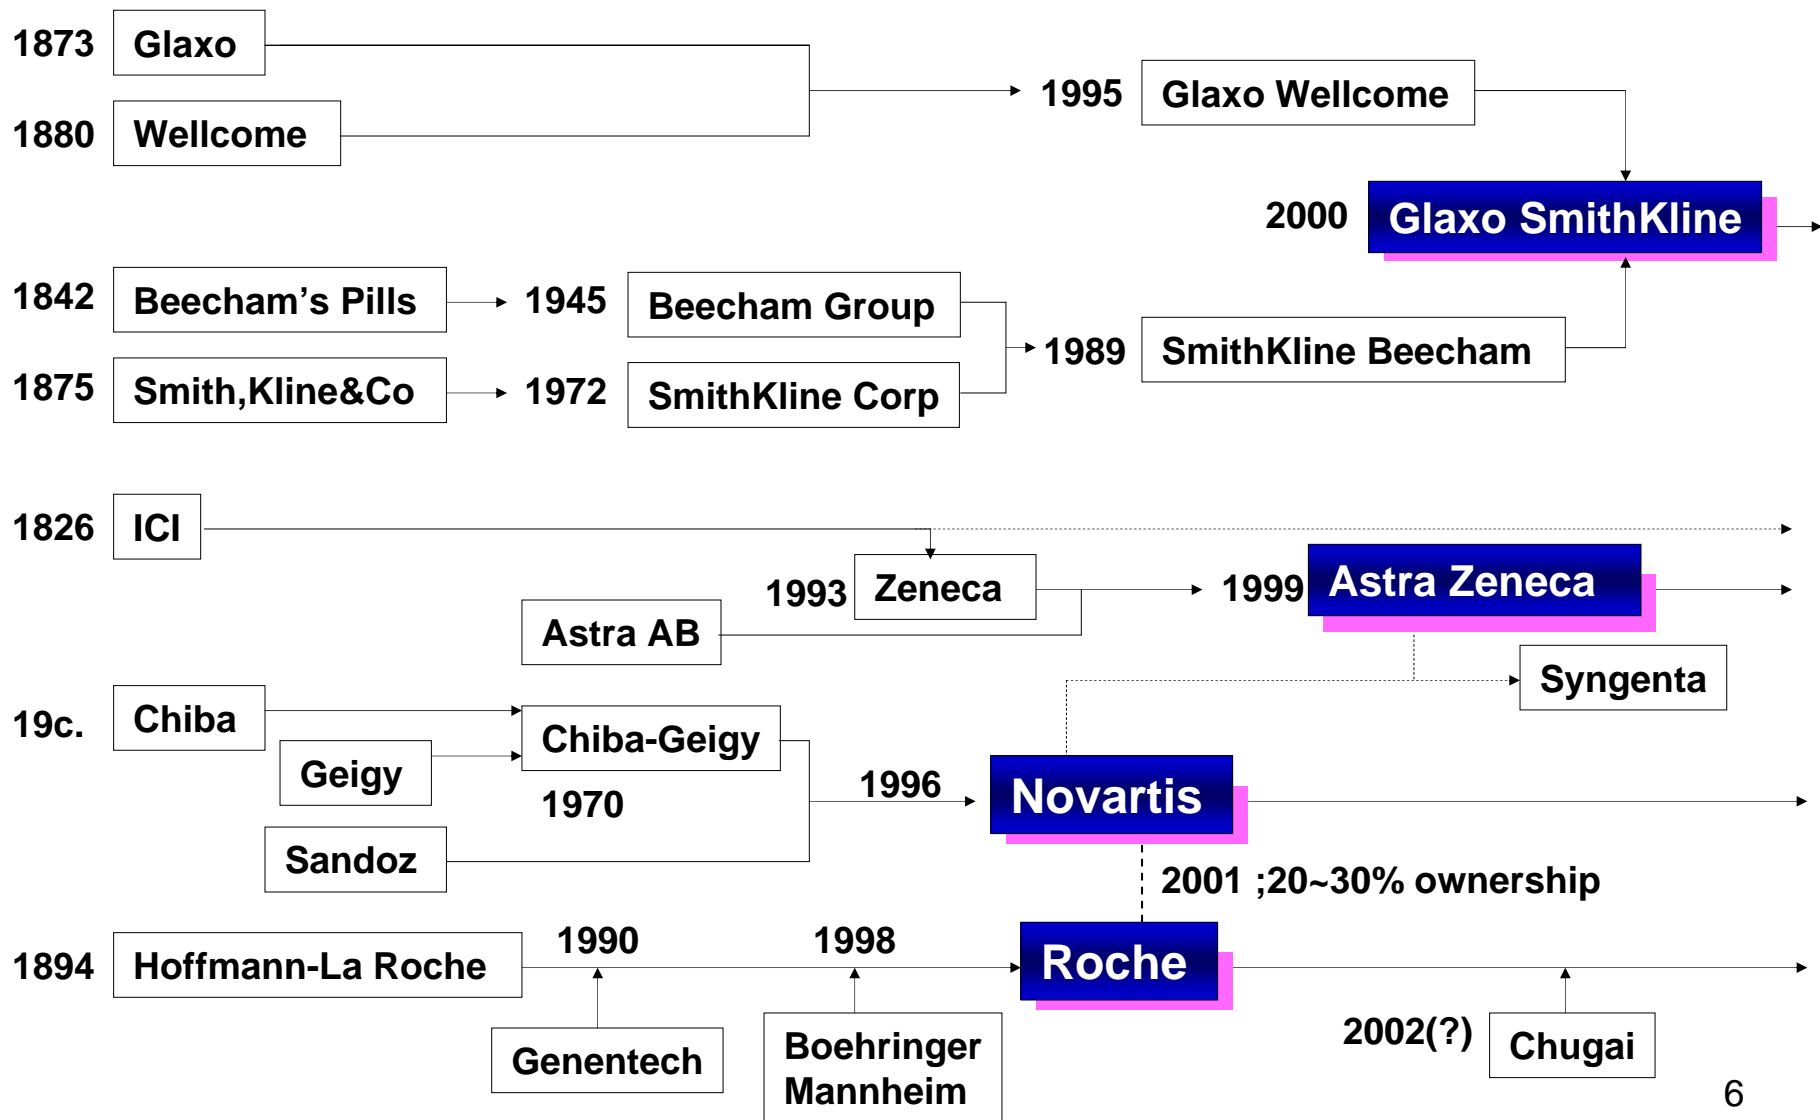 1873 Glaxo
1995 Glaxo Wellcome
1880 Wellcome
2000 Glaxo SmithKline
1842 Beecham’s Pills 1945 Beecham Group
1989 SmithKline Beecham
1875 Smith,Kline&Co 1972 SmithKline Corp
1826 ICI
1993 Zeneca 1999 Astra Zeneca
Astra AB
Syngenta
19c. Chiba
Chiba-Geigy
Geigy
1970
1996 Novartis
Sandoz
2001 ;20~30% ownership
1894 Hoffmann-La Roche 1990 1998 Roche
2002(?) Chugai
Genentech
Boehringer
Mannheim
6